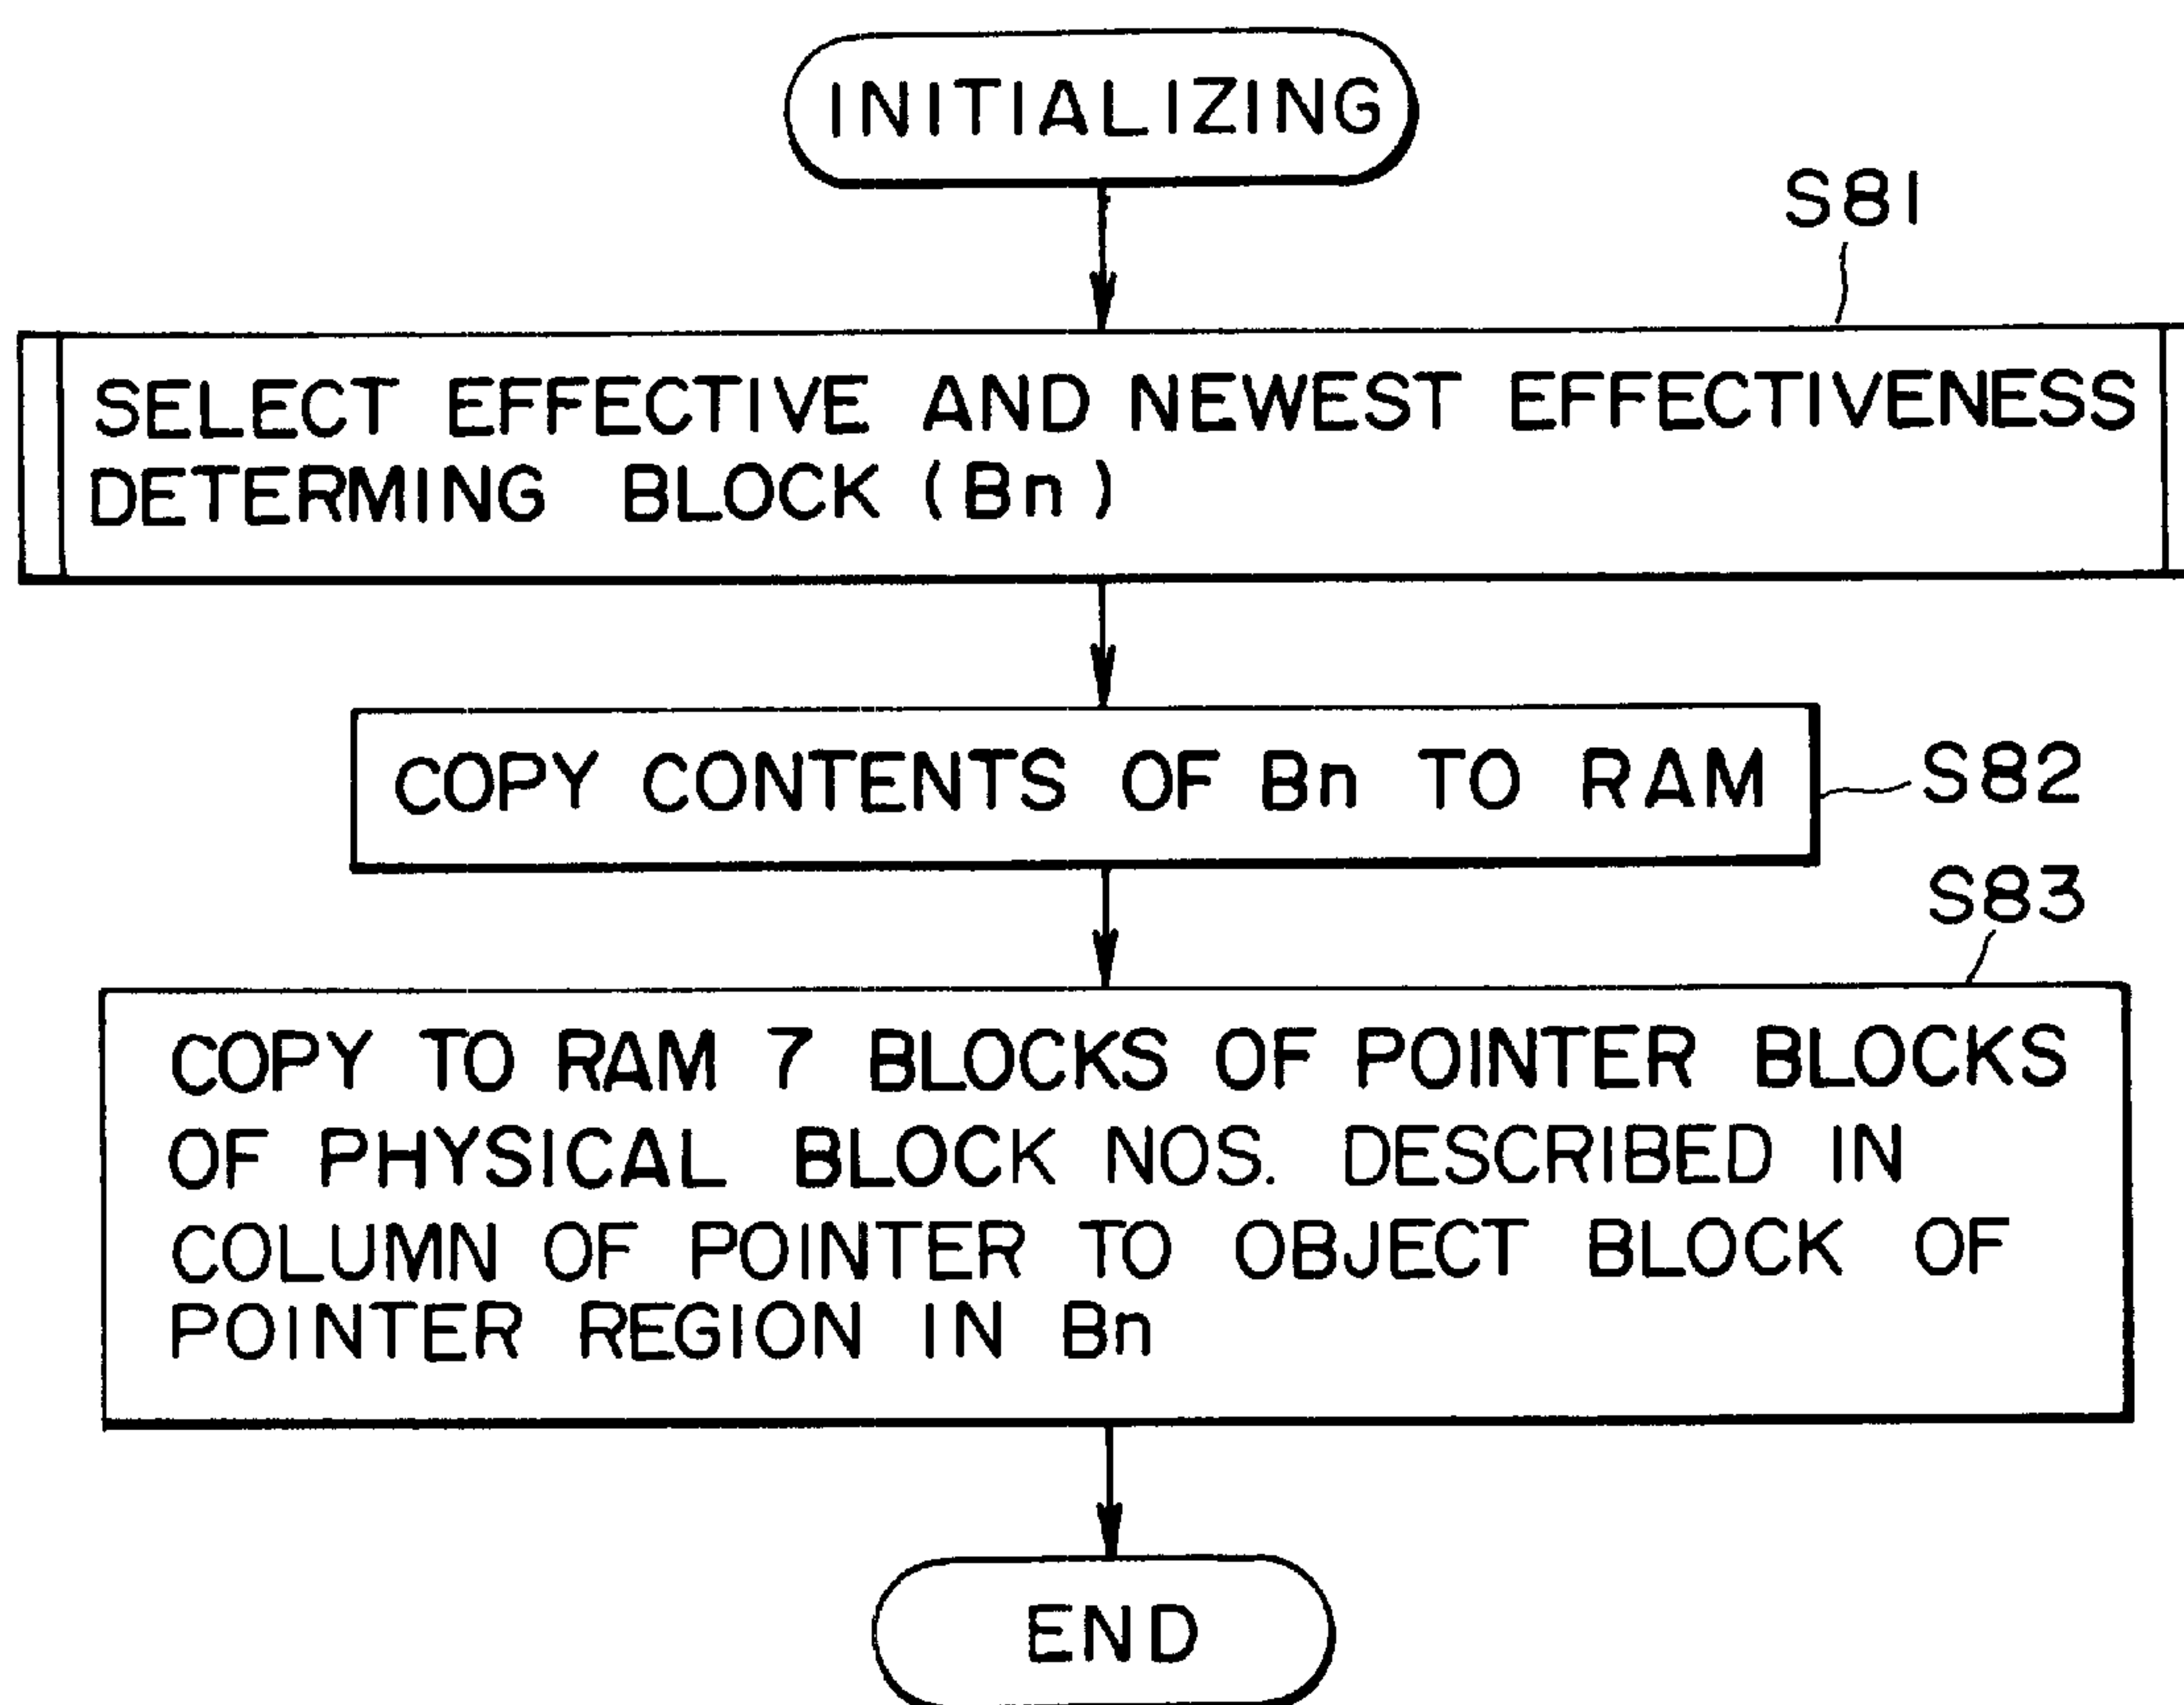 INITIALIZING
S81
SELECT EFFECTIVE AND NEWEST EFFECTIVENESS
DETERMING BLOCK (Bn)
COPY CONTENTS OF Bn TO RAM
S82
S83
COPY TO RAM 7 BLOCKS OF POINTER BLOCKS
OF PHYSICAL BLOCK NOS. DESCRIBED IN
COLUMN OF POINTER TO OBJECT BLOCK OF
POINTER REGION IN Bn
END